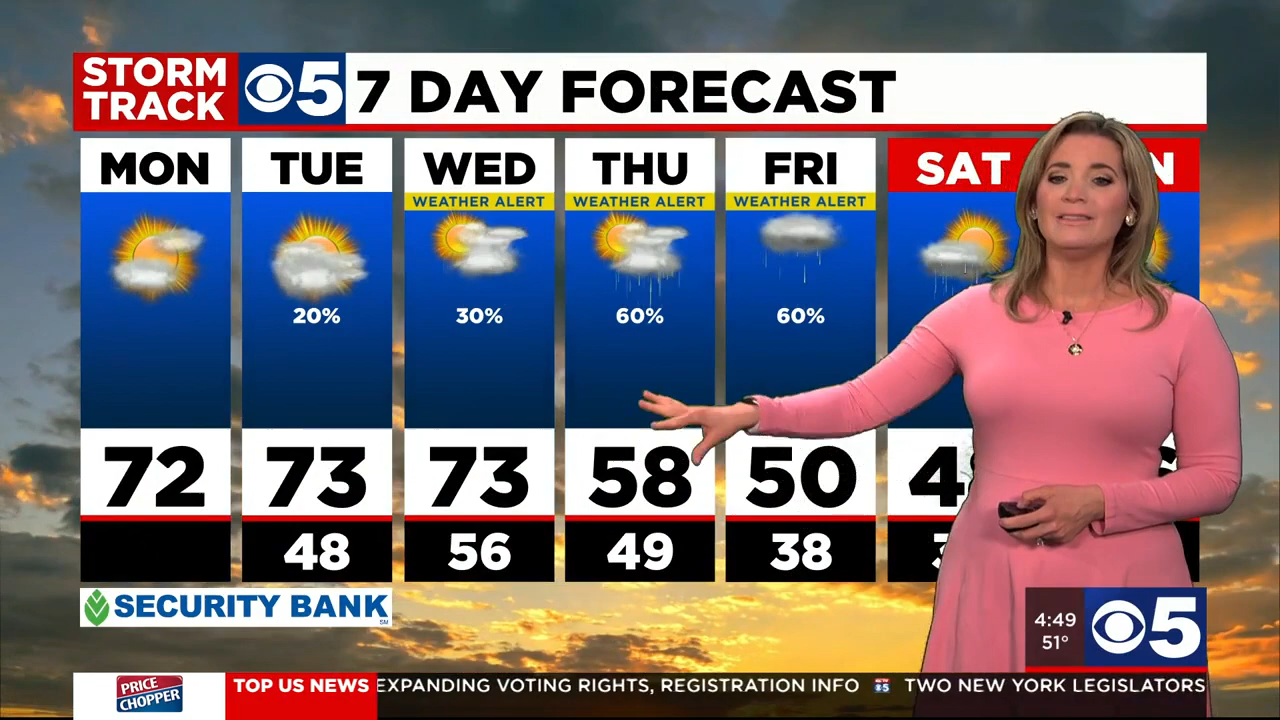 STORM
TRACK
5
7 DAY FORECAST
MON
TUE
WED
THU
FRI
SAT
WEATHER ALERT
WEATHER ALERT
WEATHER ALERT
20%
30%
60%
60%
72
73
73
58
50
48
56
49
38
SECURITY BANK
SM
4:49
51°
5
PRICE
CHOPPER
TOP US NEWS
EXPANDING VOTING RIGHTS, REGISTRATION INFO
TWO NEW YORK LEGISLATORS